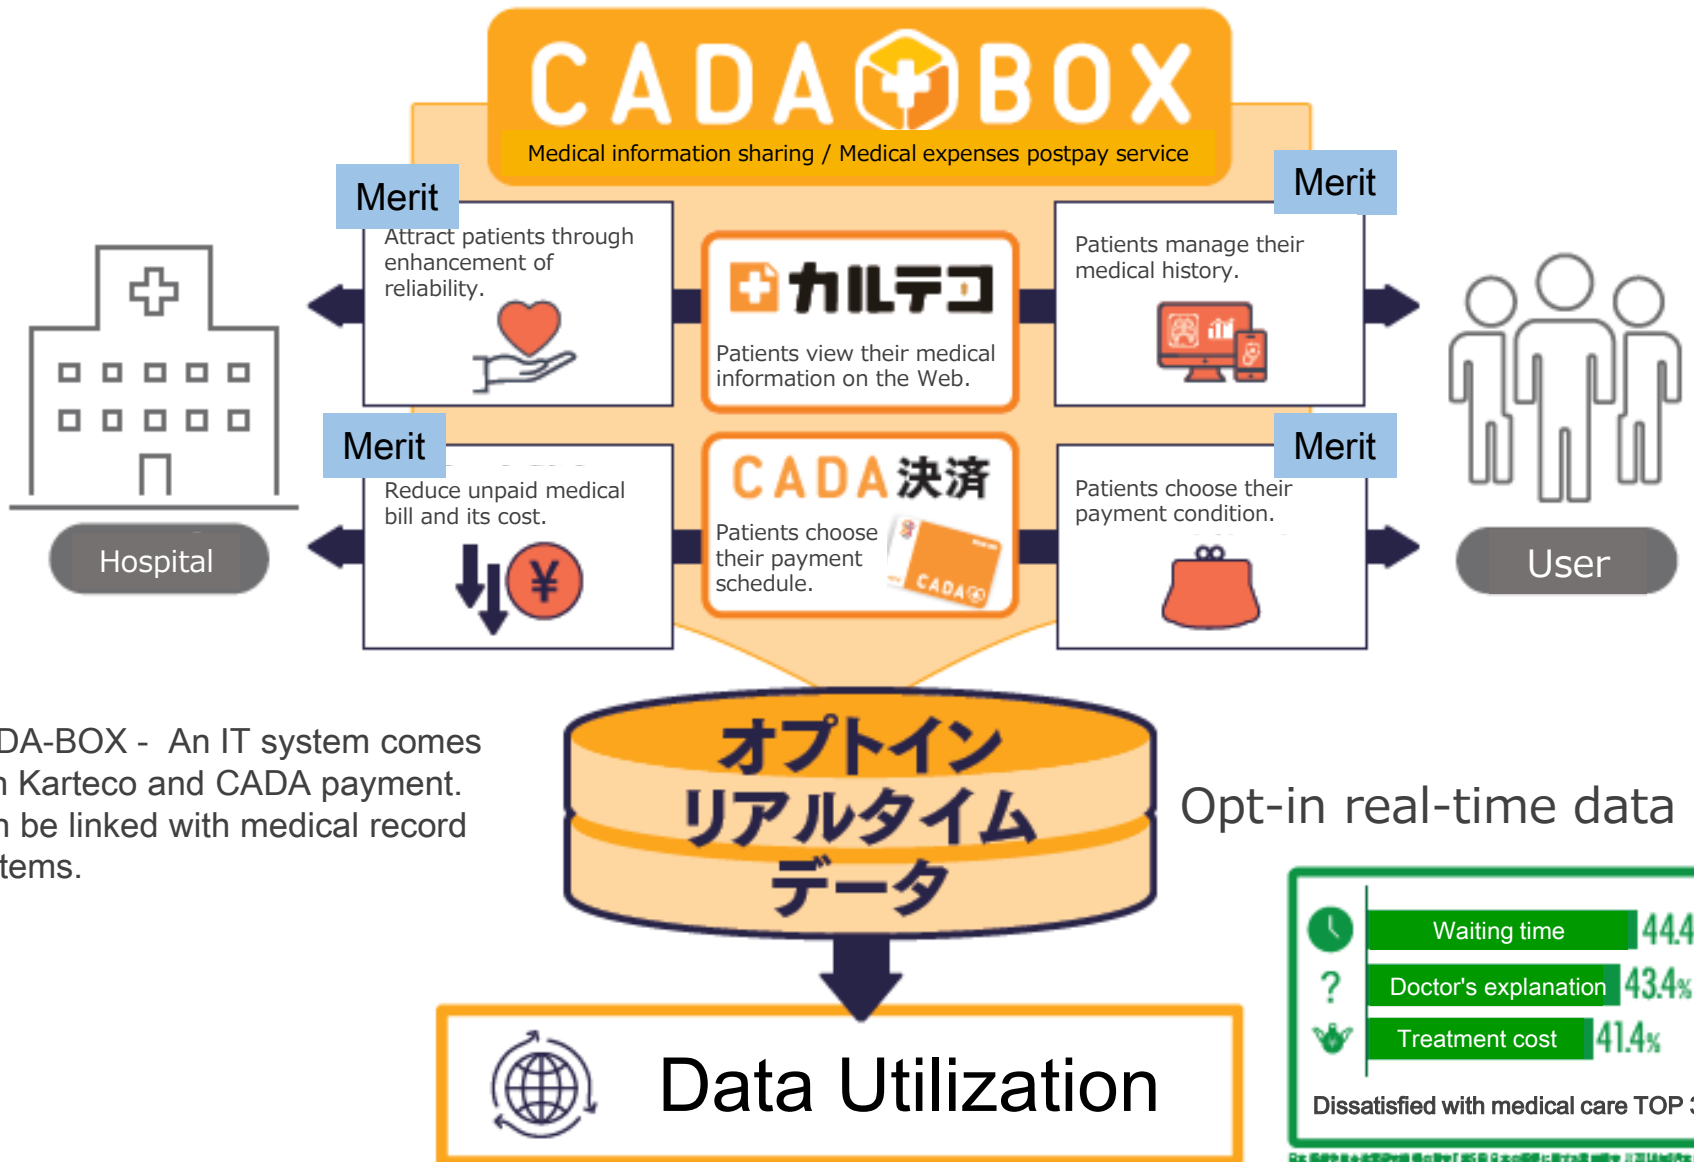 CADA BOX
Medical information sharing / Medical expenses postpay service
Merit
Attract patients through
enhancement of
reliability.
カルテコ
Patients view their medical
information on the Web.
Merit
Patients manage their
medical history.
Merit
Reduce unpaid medical
bill and its cost.
¥
CADA決済
Patients choose
their payment
schedule.
CADA
Merit
Patients choose their
payment condition.
Hospital
User
DA-BOX - An IT system comes
h Karteco and CADA payment.
n be linked with medical record
tems.
オプトイン
リアルタイム
データ
Opt-in real-time data
Waiting time 44.4
? Doctor's explanation 43.4%
Treatment cost 41.4%
Dissatisfied with medical care TOP 3
Data Utilization